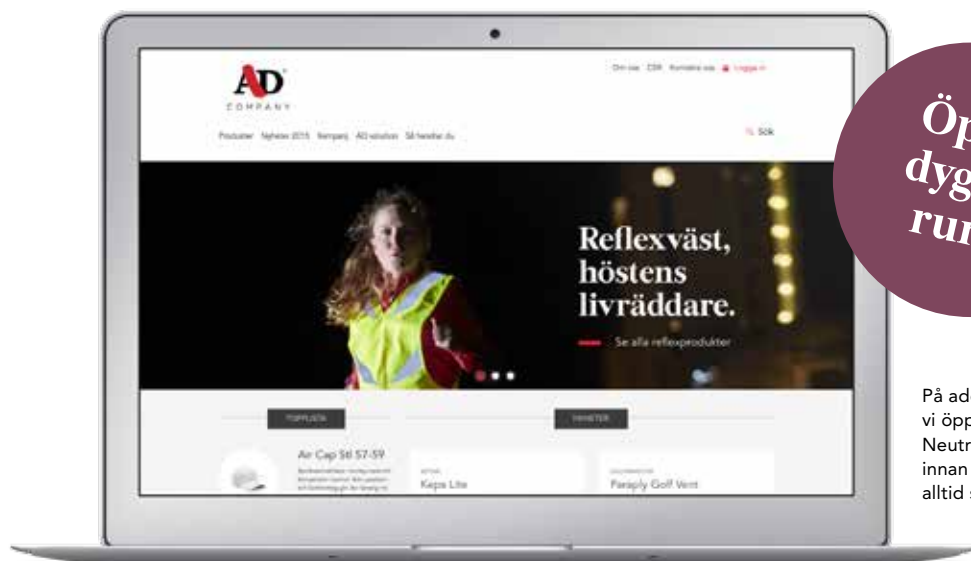 AD
COMPANY
Om oss CSR Kontakta oss Logga in
Produkter Nyheter 2015 Kampanj AD solution Så handlar du
Sök
Reflexväst,
höstens
livräddare.
Se alla reflexprodukter
TOPPLISTA
NYHETER
Air Cap Stl 57-59
Kepa Lite
Paraply Golf Vent
Öp
dyg
run
På ad
vi öpp
Neutr
innan
alltid s